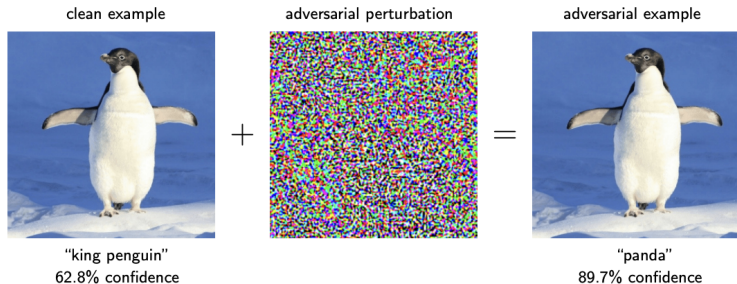 clean example
adversarial perturbation
adversarial example
+
=
“king penguin”
“panda”
62.8% confidence
89.7% confidence